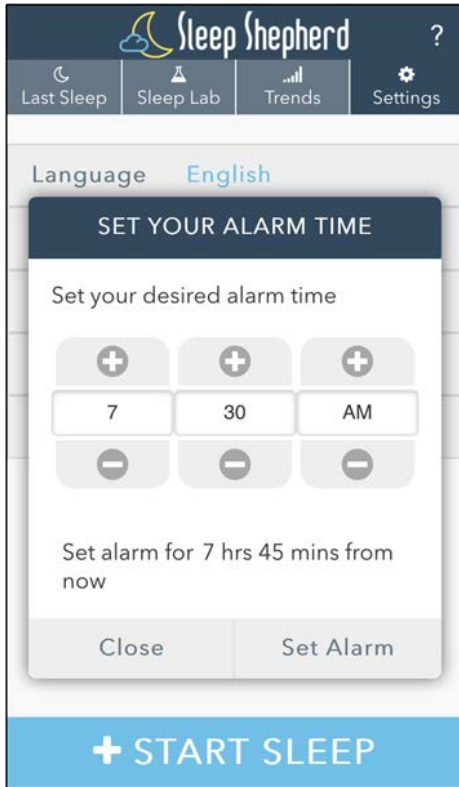 Sleep Shepherd ?
Last Sleep Sleep Lab Trends Settings
Language English
SET YOUR ALARM TIME
Set your desired alarm time
7 30 AM
Set alarm for 7 hrs 45 mins from
now
Close Set Alarm
+ START SLEEP